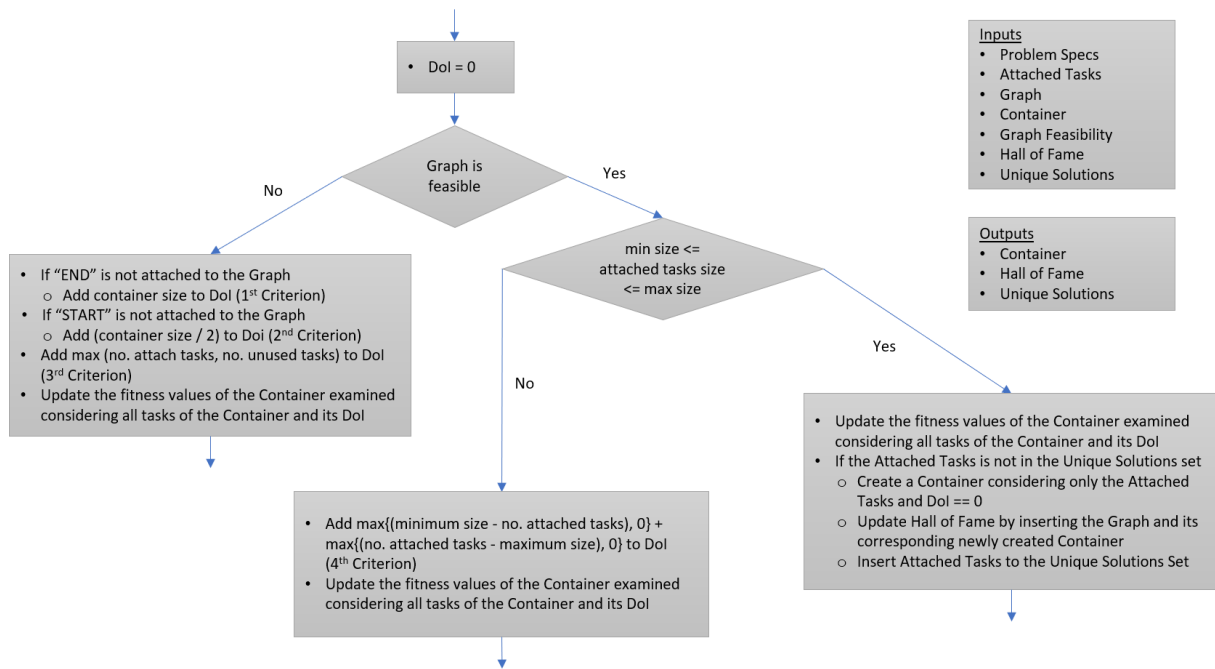 • DoI = 0
Graph is
feasible
No
Yes
• If “END” is not attached to the Graph
o Add container size to DoI (1st Criterion)
• If “START” is not attached to the Graph
o Add (container size / 2) to Doi (2nd Criterion)
• Add max (no. attach tasks, no. unused tasks) to DoI
(3rd Criterion)
• Update the fitness values of the Container examined
considering all tasks of the Container and its DoI
min size <=
attached tasks size
<= max size
No
Yes
• Add max{(minimum size - no. attached tasks), 0} +
max{(no. attached tasks - maximum size), 0} to DoI
(4th Criterion)
• Update the fitness values of the Container examined
considering all tasks of the Container and its DoI
• Update the fitness values of the Container examined
considering all tasks of the Container and its DoI
• If the Attached Tasks is not in the Unique Solutions set
o Create a Container considering only the Attached
Tasks and DoI == 0
o Update Hall of Fame by inserting the Graph and its
corresponding newly created Container
o Insert Attached Tasks to the Unique Solutions Set
Inputs
• Problem Specs
• Attached Tasks
• Graph
• Container
• Graph Feasibility
• Hall of Fame
• Unique Solutions
Outputs
• Container
• Hall of Fame
• Unique Solutions